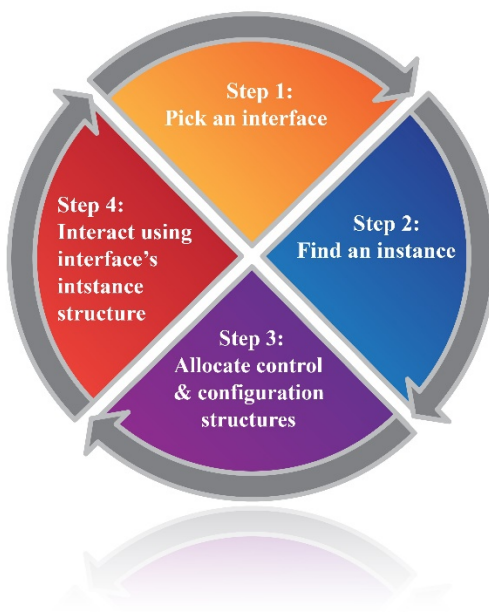 Step 1:
Pick an interface
Step 2:
Find an instance
Step 3:
Allocate control
& configuration
structures
Step 4:
Interact using
interface's
intstance
structure